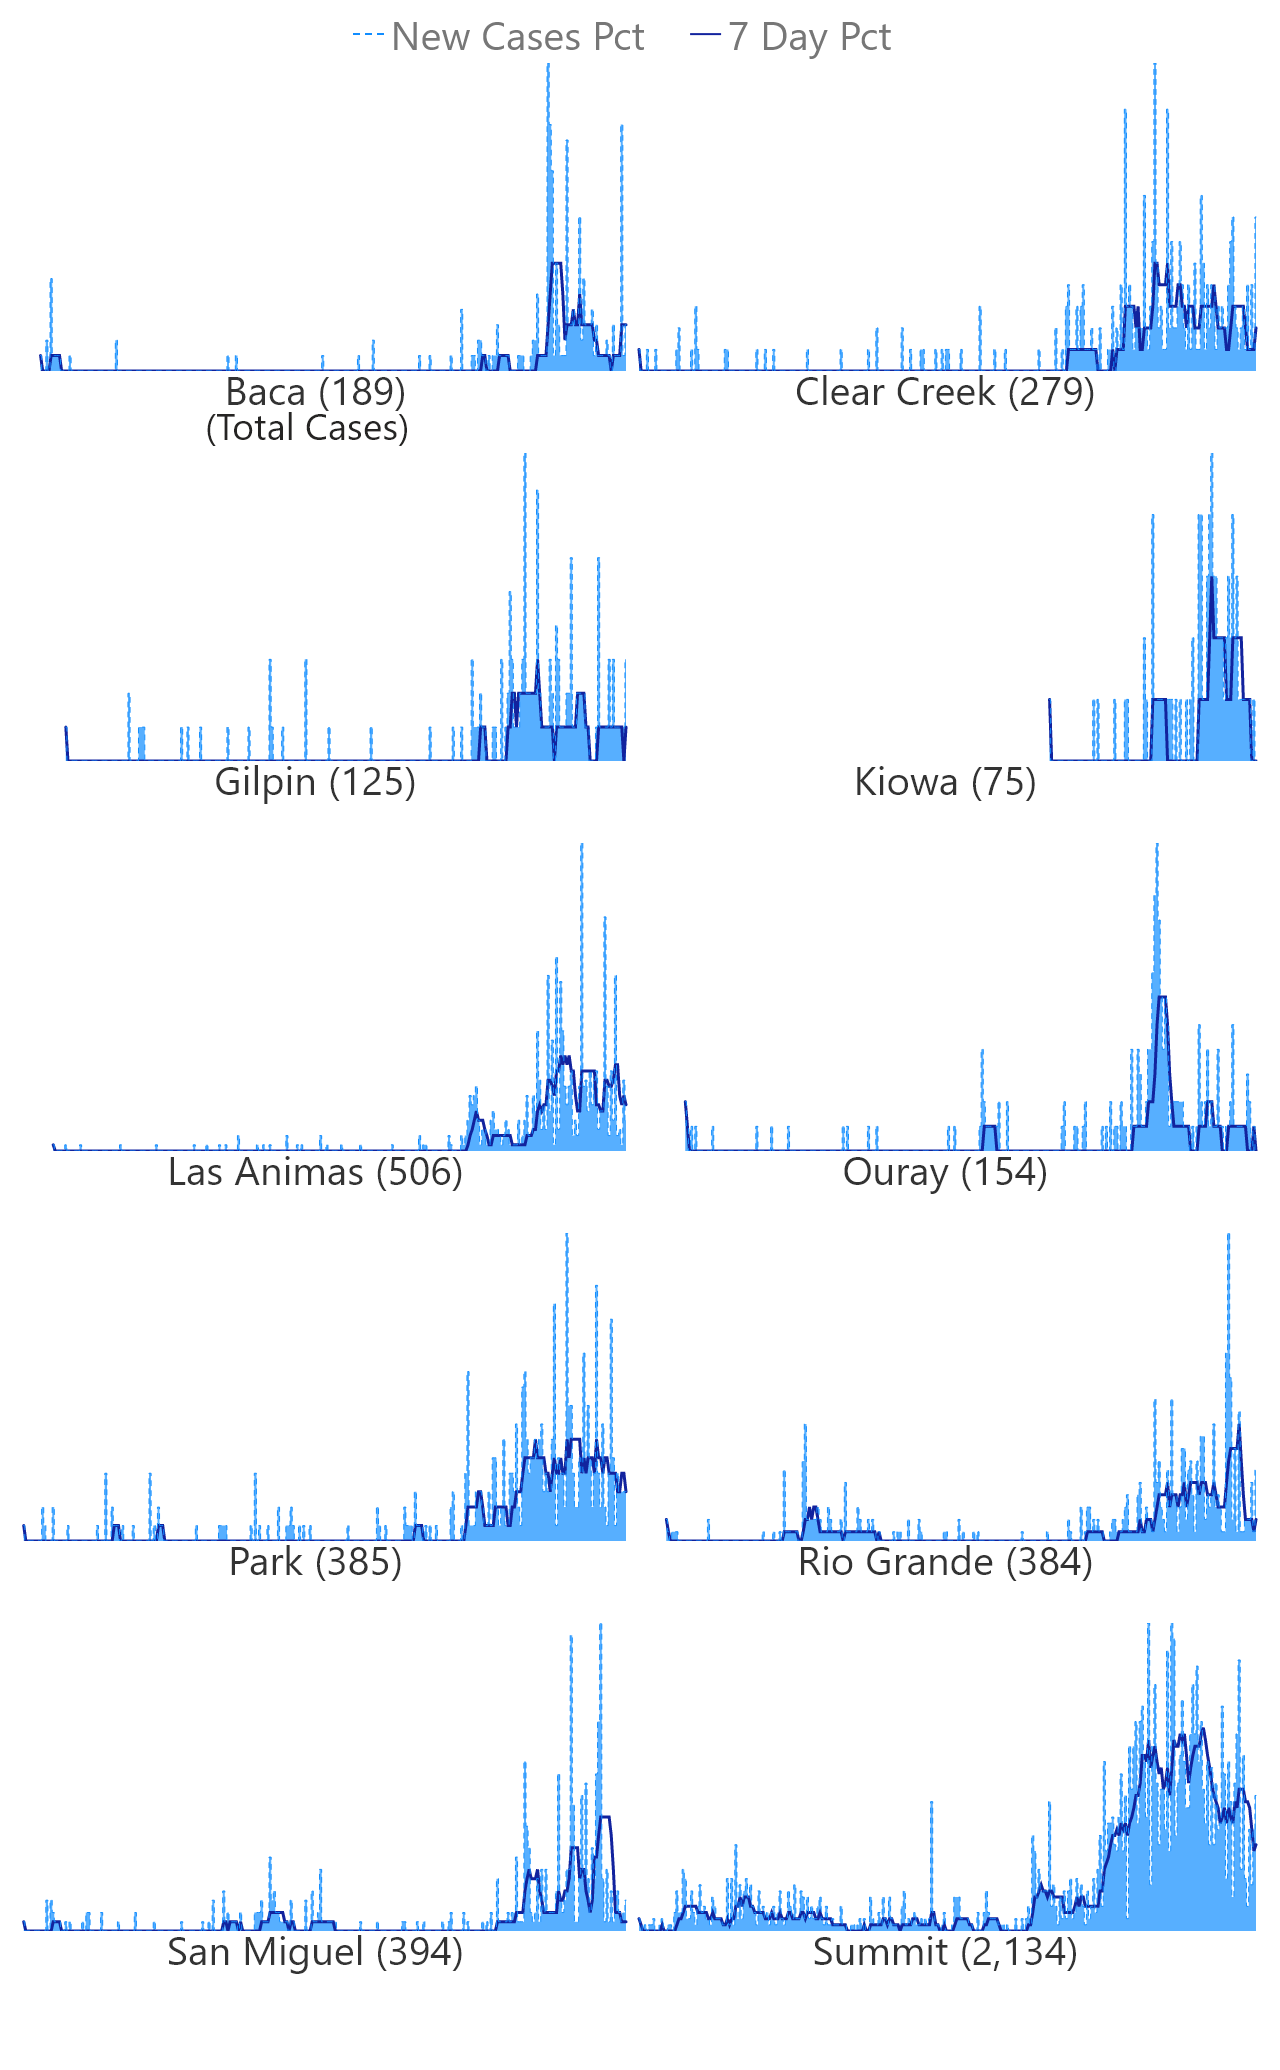 New Cases Pct 7 Day Pct
Baca (189)
(Total Cases)
Clear Creek (279)
Gilpin (125)
Kiowa (75)
Las Animas (506)
Ouray (154)
Park (385)
Rio Grande (384)
San Miguel (394)
Summit (2,134)